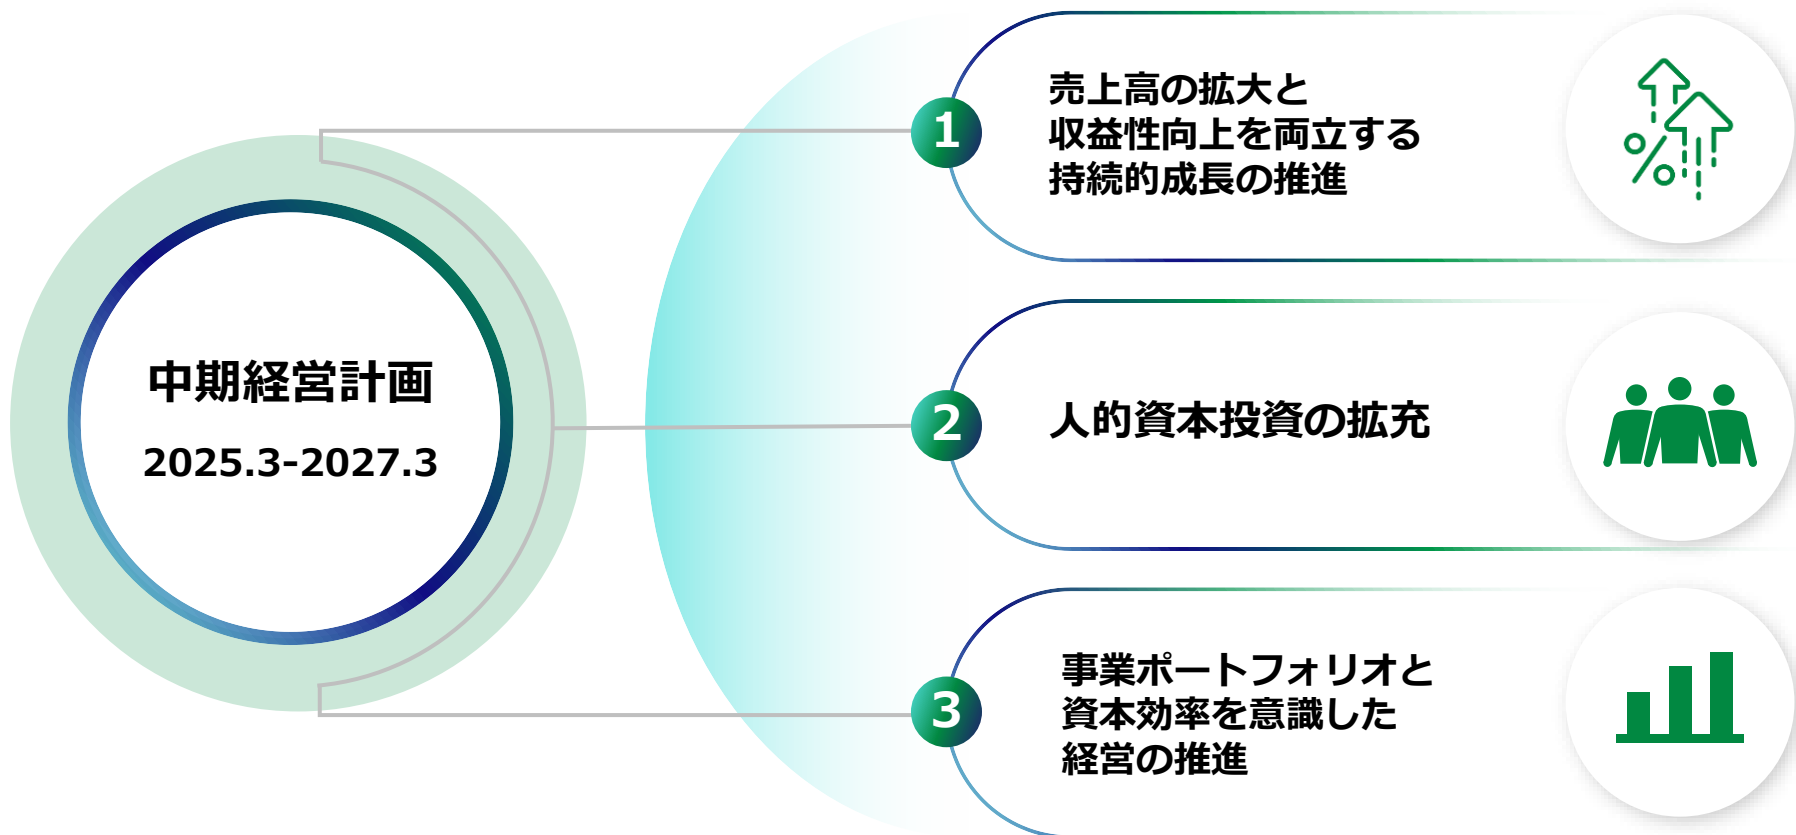 中期経営計画
2025.3-2027.3
1
売上高の拡大と
収益性向上を両立する
持続的成長の推進
2
人的資本投資の拡充
3
事業ポートフォリオと
資本効率を意識した
経営の推進